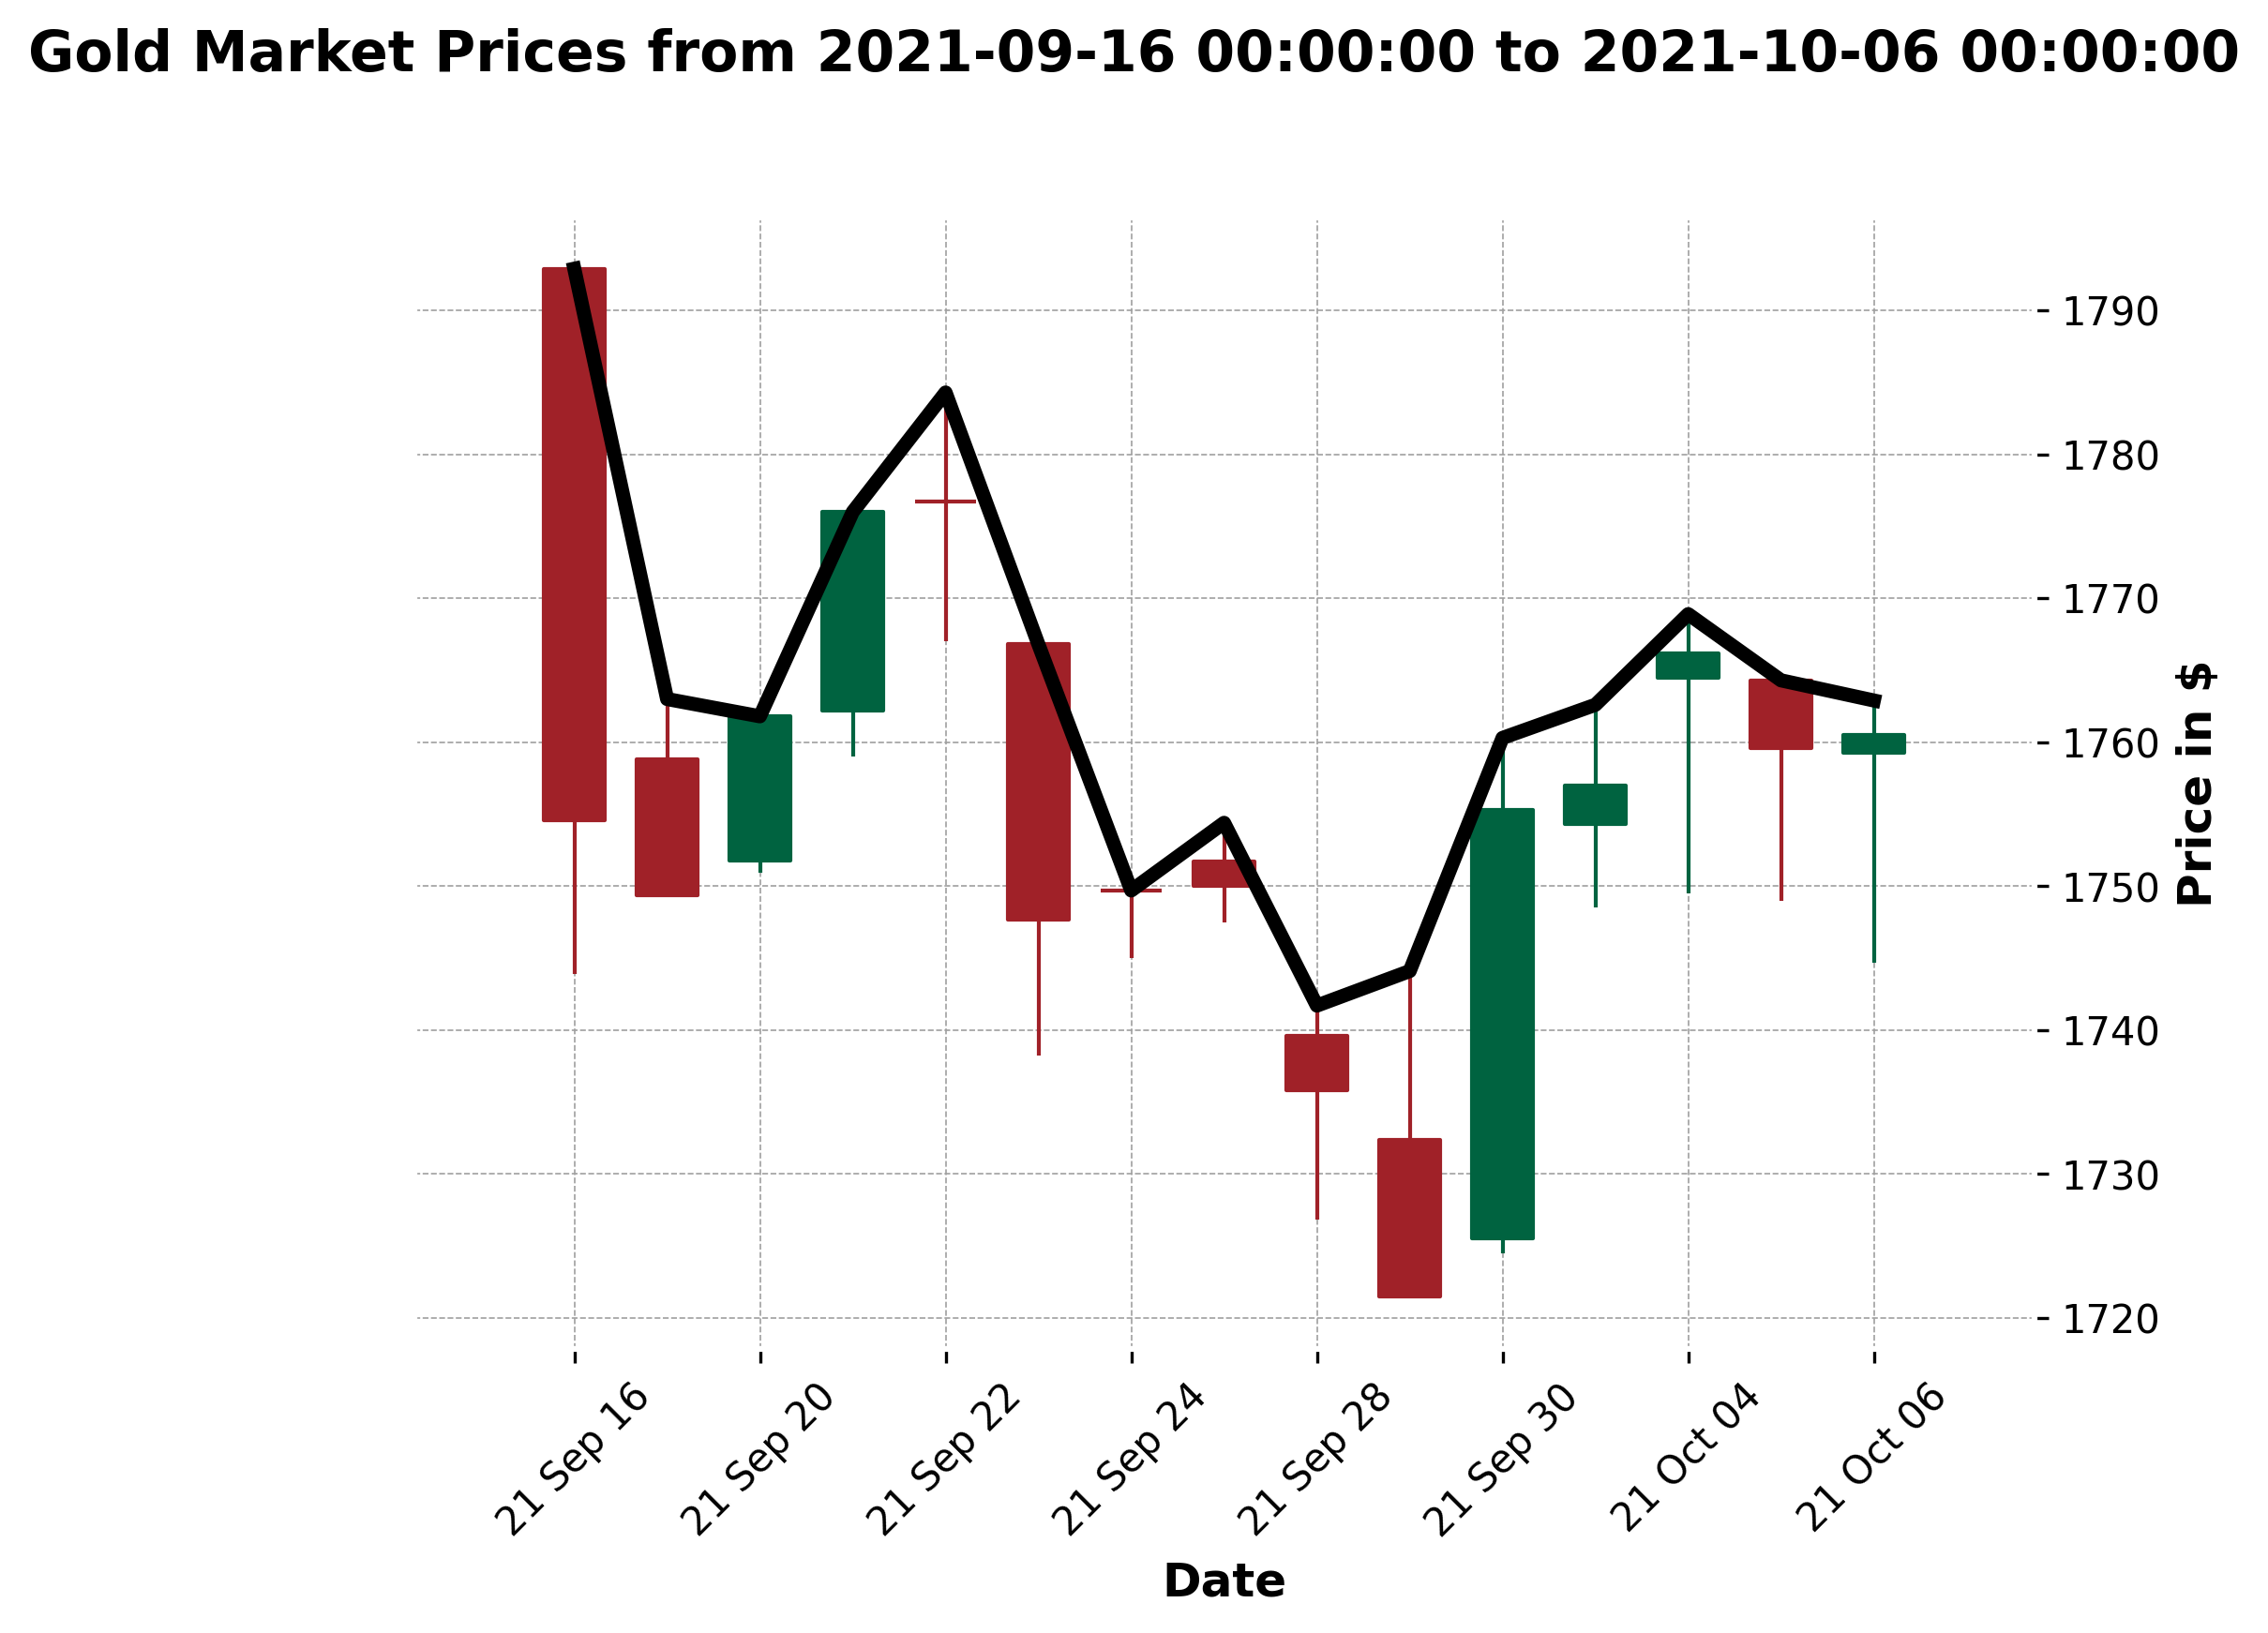 Gold Market Prices from 2021-09-16 00:00:00 to 2021-10-06 00:00:00
1790
1780
1770
1760
1750
1740
1730
1720
Price in $
21 Sep 16
21 Sep 20
21 Sep 22
21 Sep 24
21 Sep 28
21 Sep 30
21 Oct 04
21 Oct 06
Date